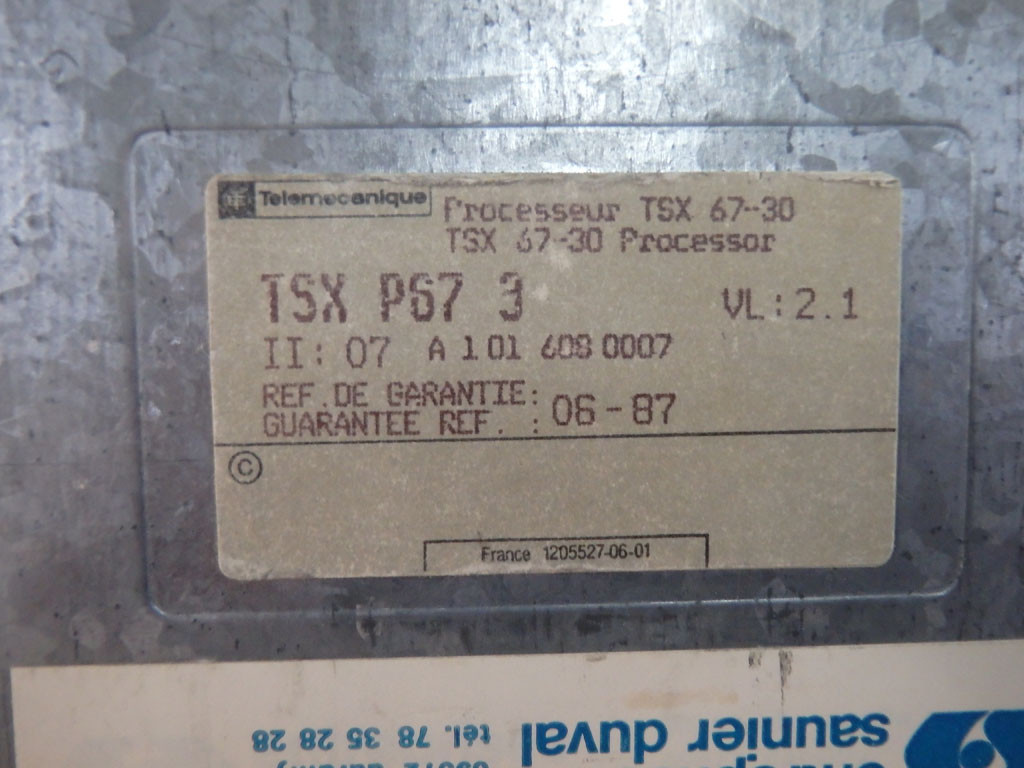 Telemecanique
Processeur TSX 67-30
TSX 67-30 Processor
TSX P67 3
VL:2.1
II: 07 A 1 01 608 0007
REF.DE GARANTIE:
GUARANTEE REF. : 06-87
©
France 1205527-06-01
saunier duval
tél. 78 35 28 28